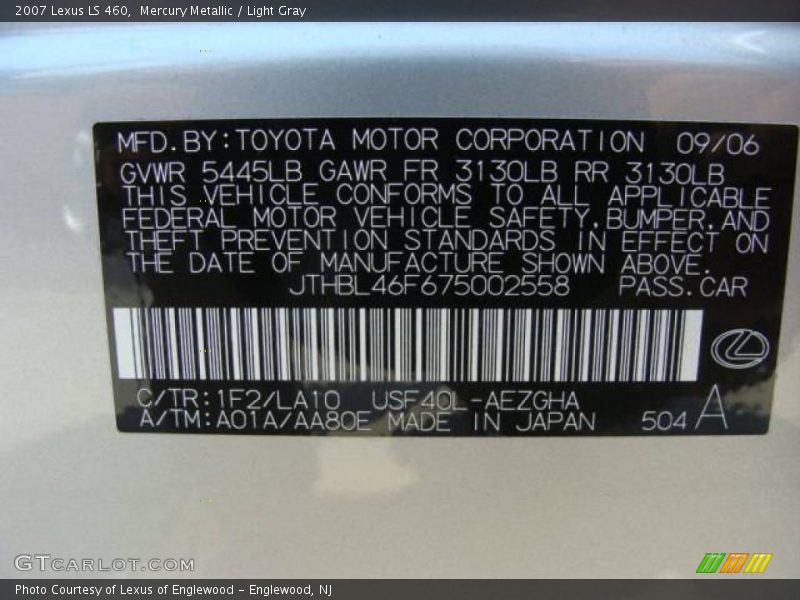 2007 Lexus LS 460,  Mercury Metallic / Light Gray
MFD. BY: TOYOTA MOTOR CORPORATION 09/06
GVWR 5445LB GAWR FR 3130LB RR 3130LB
THIS VEHICLE CONFORMS TO ALL APPLICABLE
FEDERAL MOTOR VEHICLE SAFETY, BUMPER, AND
THEFT PREVENTION STANDARDS IN EFFECT ON
THE DATE OF MANUFACTURE SHOWN ABOVE.
JTHBL46F675002558 PASS. CAR
C/TR: 1F2/LA10 USF40L-AEZGHA
A/TM: A01A/AA80E MADE IN JAPAN 504 A
GTCARLOT.COM
Photo Courtesy of Lexus of Englewood – Englewood, NJ